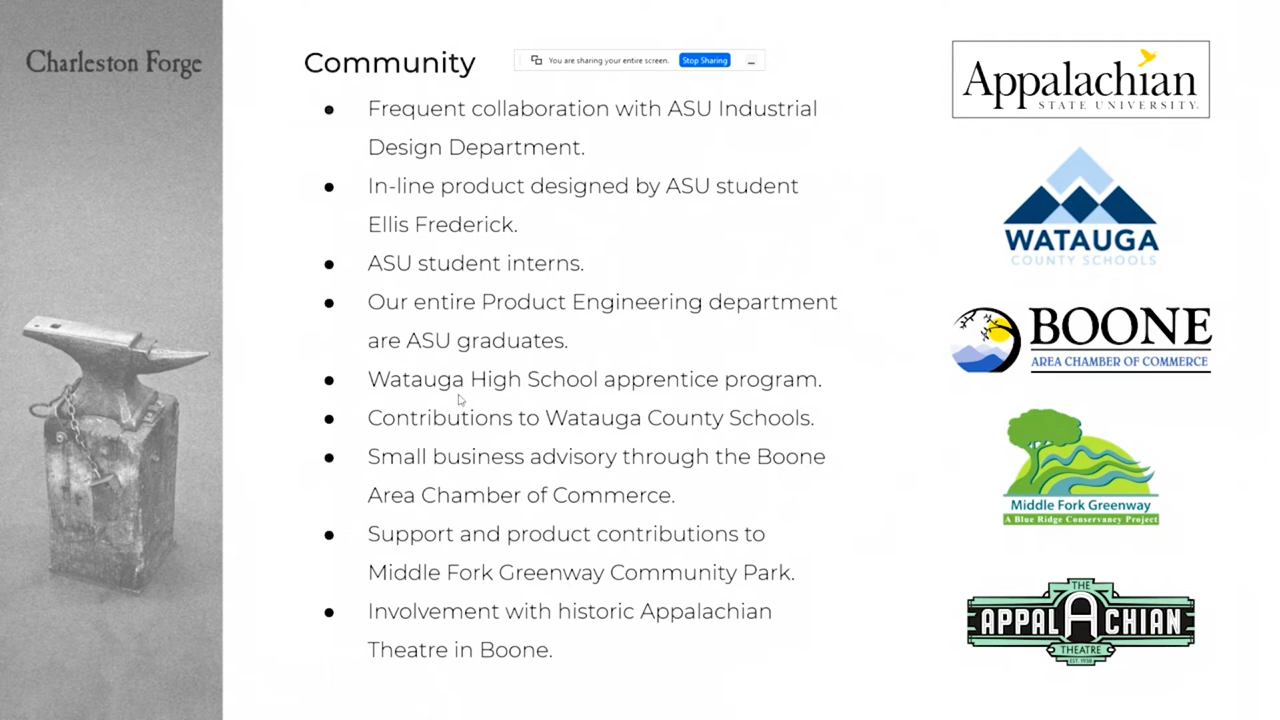 Charleston Forge
Community
You are sharing your entire screen.
Stop Sharing
● Frequent collaboration with ASU Industrial
Design Department.
● In-line product designed by ASU student
Ellis Frederick.
● ASU student interns.
● Our entire Product Engineering department
are ASU graduates.
● Watauga High School apprentice program.
● Contributions to Watauga County Schools.
● Small business advisory through the Boone
Area Chamber of Commerce.
● Support and product contributions to
Middle Fork Greenway Community Park.
● Involvement with historic Appalachian
Theatre in Boone.
Appalachian
STATE UNIVERSITY.
WATAUGA
COUNTY SCHOOLS
BOONE
AREA CHAMBER OF COMMERCE
Middle Fork Greenway
A Blue Ridge Conservancy Project
THE
APPALACHIAN
THEATRE
EST. 1938